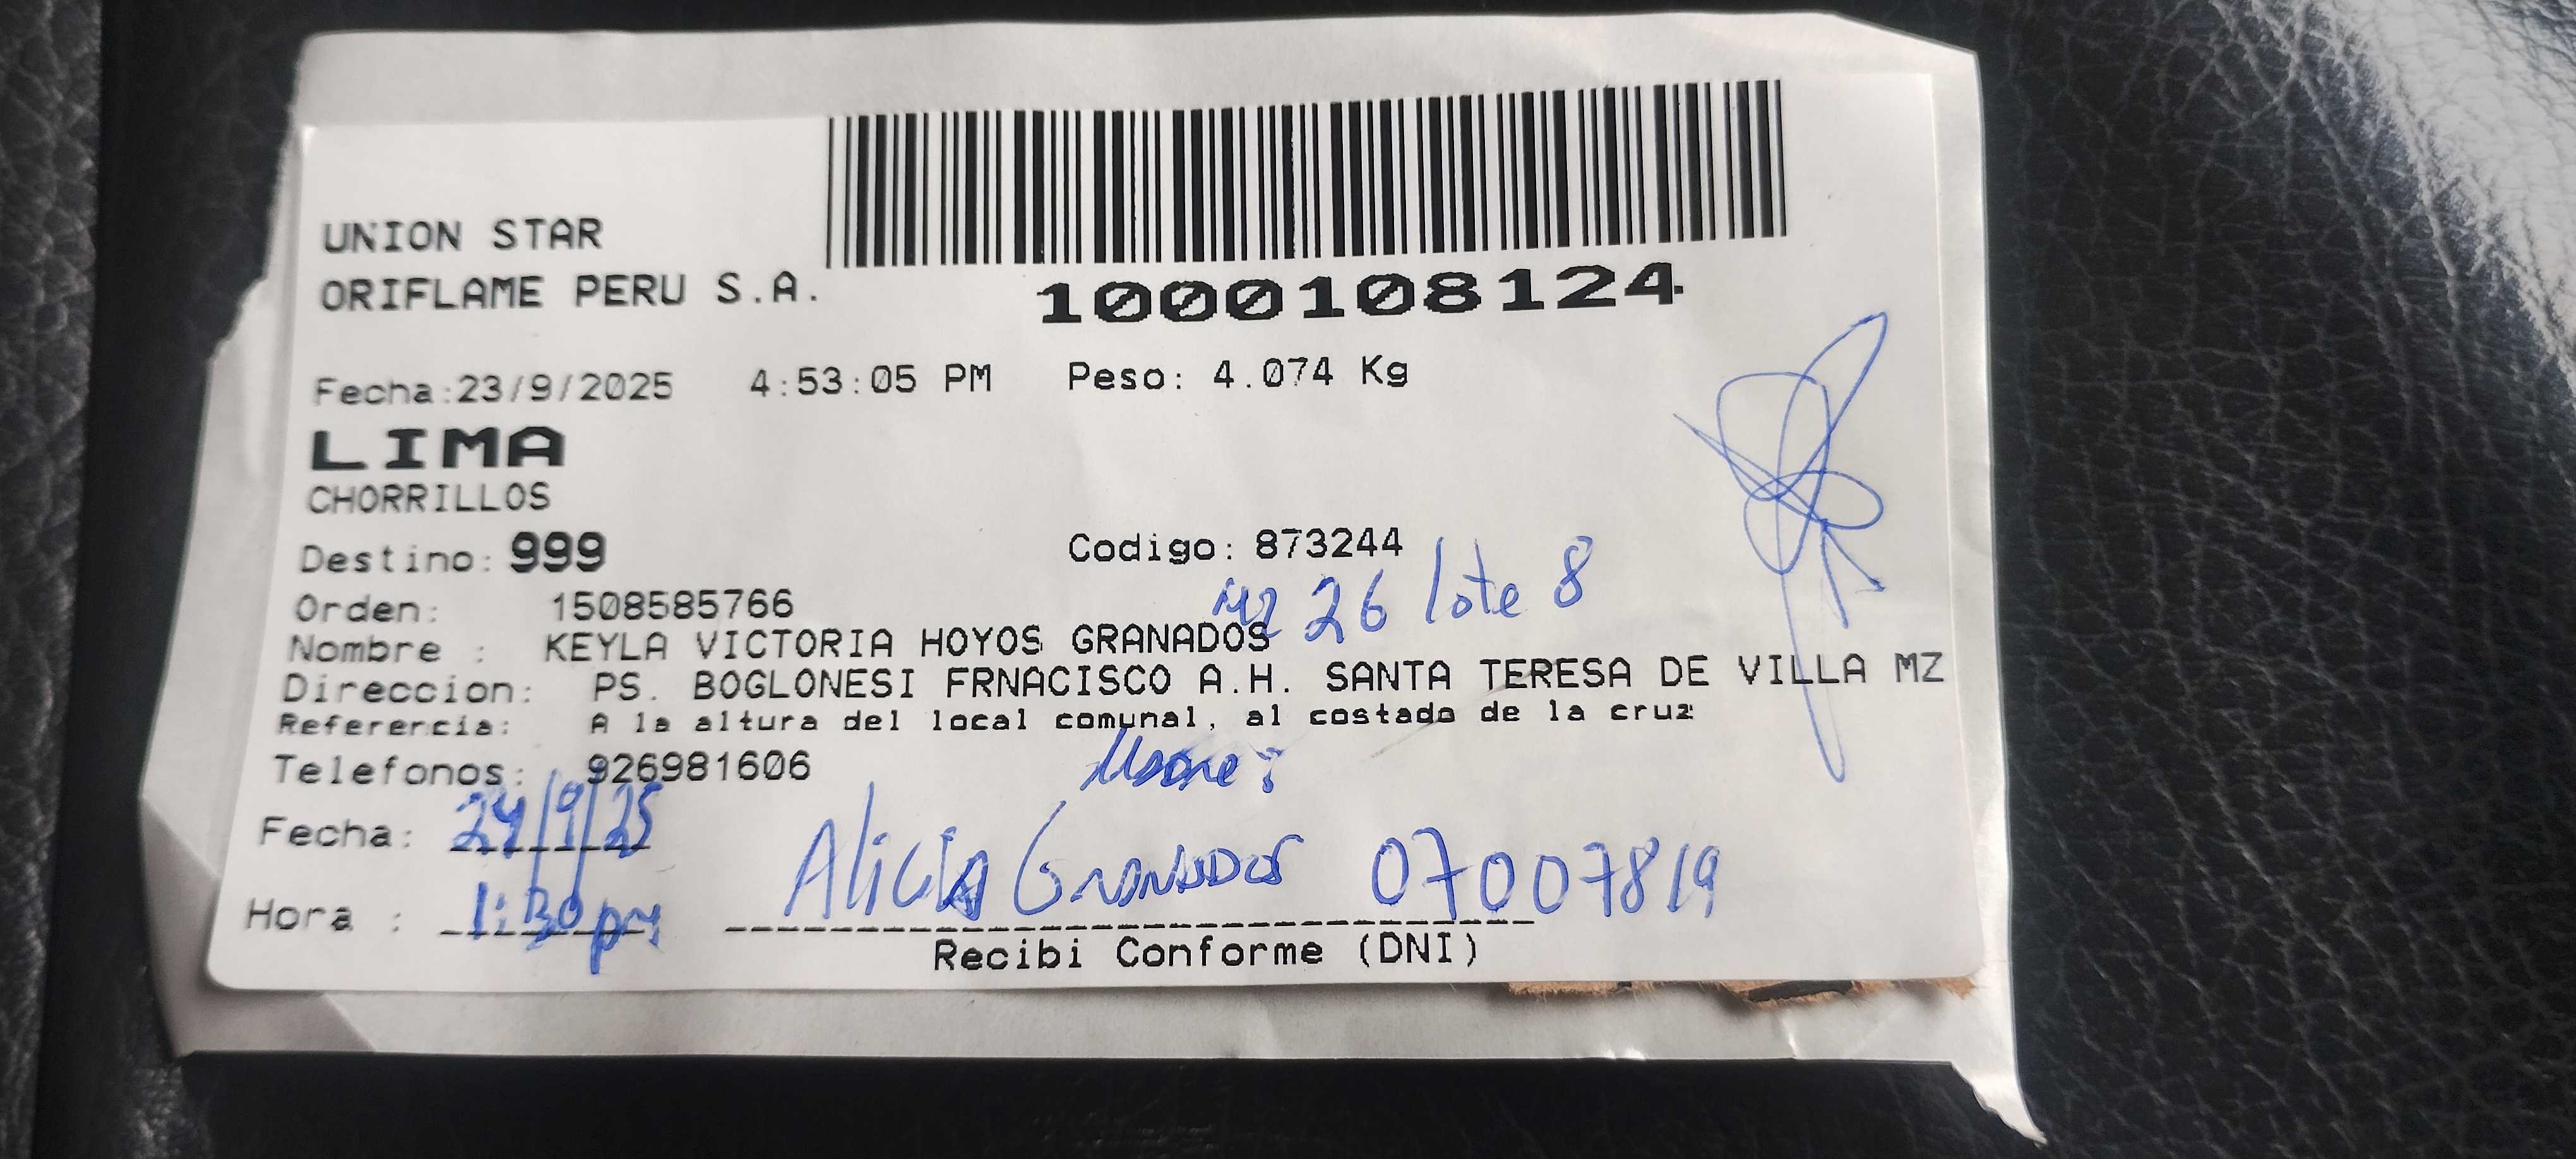 UNION STAR
ORIFLAME PERU S.A.
1000108124
Fecha:23/9/2025 4:53:05 PM Peso: 4.074 Kg
LIMA
CHORRILLOS
Destino: 999 Codigo: 873244
Mz 26 lote 8
Orden: 1508585766
Nombre : KEYLA VICTORIA HOYOS GRANADOS
Direccion: PS. BOGLONESI FRNACISCO A.H. SANTA TERESA DE VILLA MZ
Referercia: A la altura del local comunal, al costado de la cruz
Telefonos: 926981606
Fecha: 24/9/25
Alicia GRANADOS 07007819
Hora : 1:30 pm
Recibi Conforme (DNI)